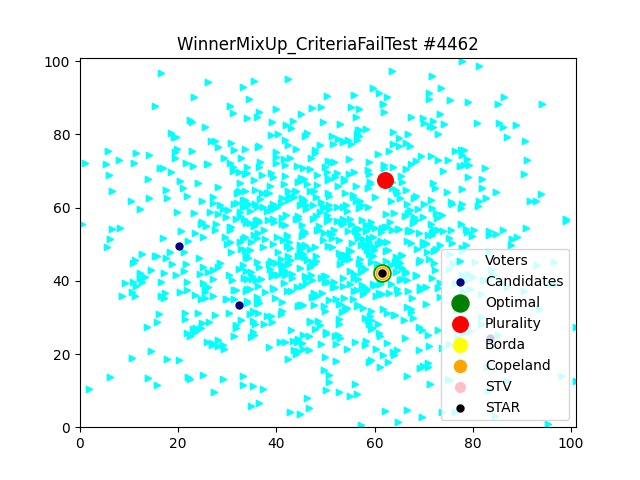 WinnerMixUp_CriteriaFailTest #4462
100
80
60
40
20
0
0
20
40
60
80
100
Voters
Candidates
Optimal
Plurality
Borda
Copeland
STV
STAR